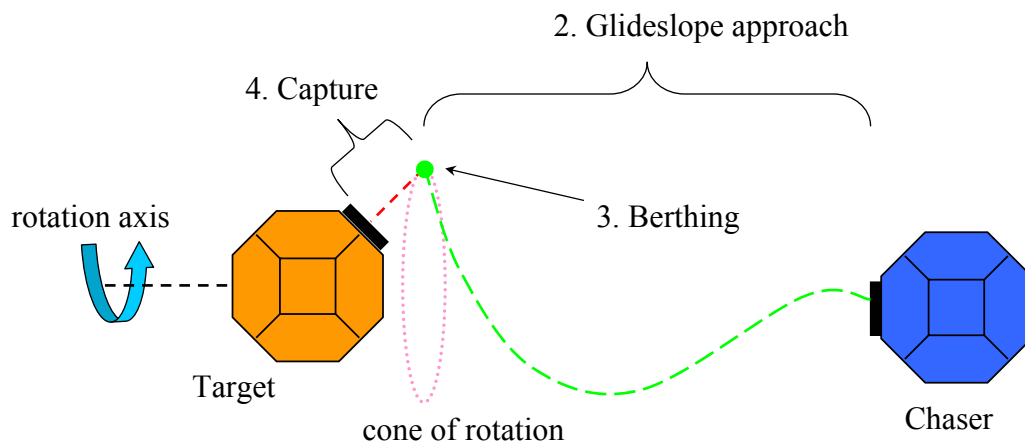 2. Glideslope approach
4. Capture
3. Berthing
rotation axis
Target
Chaser
cone of rotation